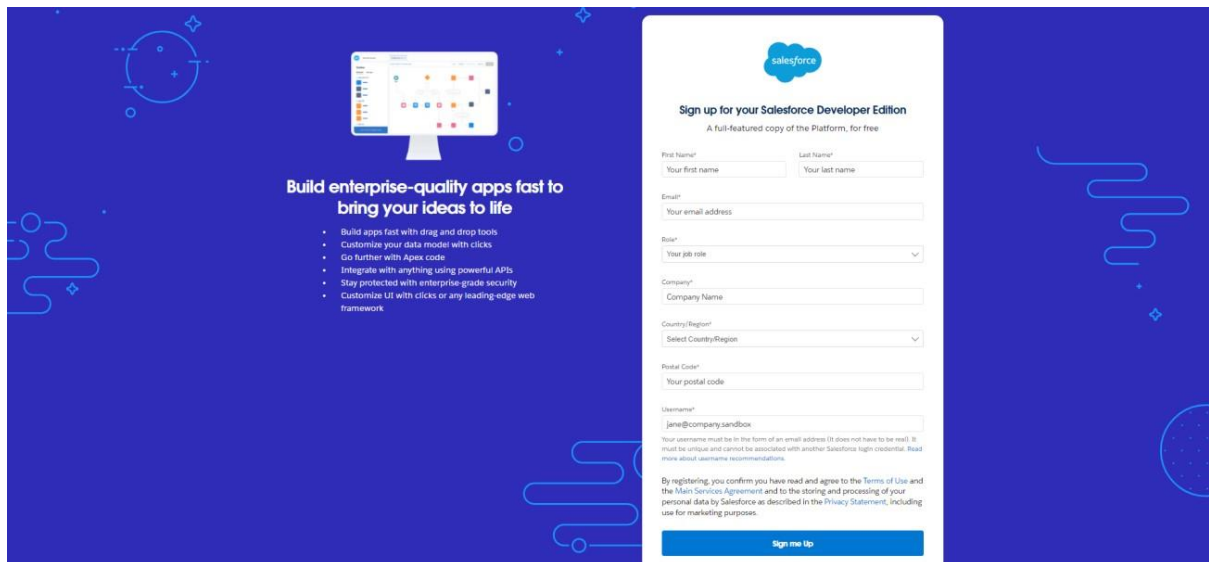 Build enterprise-quality apps fast to
bring your ideas to life
Build apps fast with drag and drop tools
Customize your data model with clicks
Go further with Apex code
Integrate with anything using powerful APIs
Stay protected with enterprise-grade security
Customize UI with clicks or any leading-edge web
framework
salesforce
Sign up for your Salesforce Developer Edition
A full-featured copy of the Platform, for free
First Name* Last Name*
Your first name Your last name
Email*
Your email address
Role*
Your job role
Company*
Company Name
Country/Region*
Select Country/Region
Postal Code*
Your postal code
Username*
jane@company.sandbox
Your username must be in the form of an email address (it does not have to be real). It
must be unique and cannot be associated with another Salesforce login credential. Read
more about username recommendations.
By registering, you confirm you have read and agree to the Terms of Use and
the Main Services Agreement and to the storing and processing of your
personal data by Salesforce as described in the Privacy Statement, including
use for marketing purposes.
Sign me Up